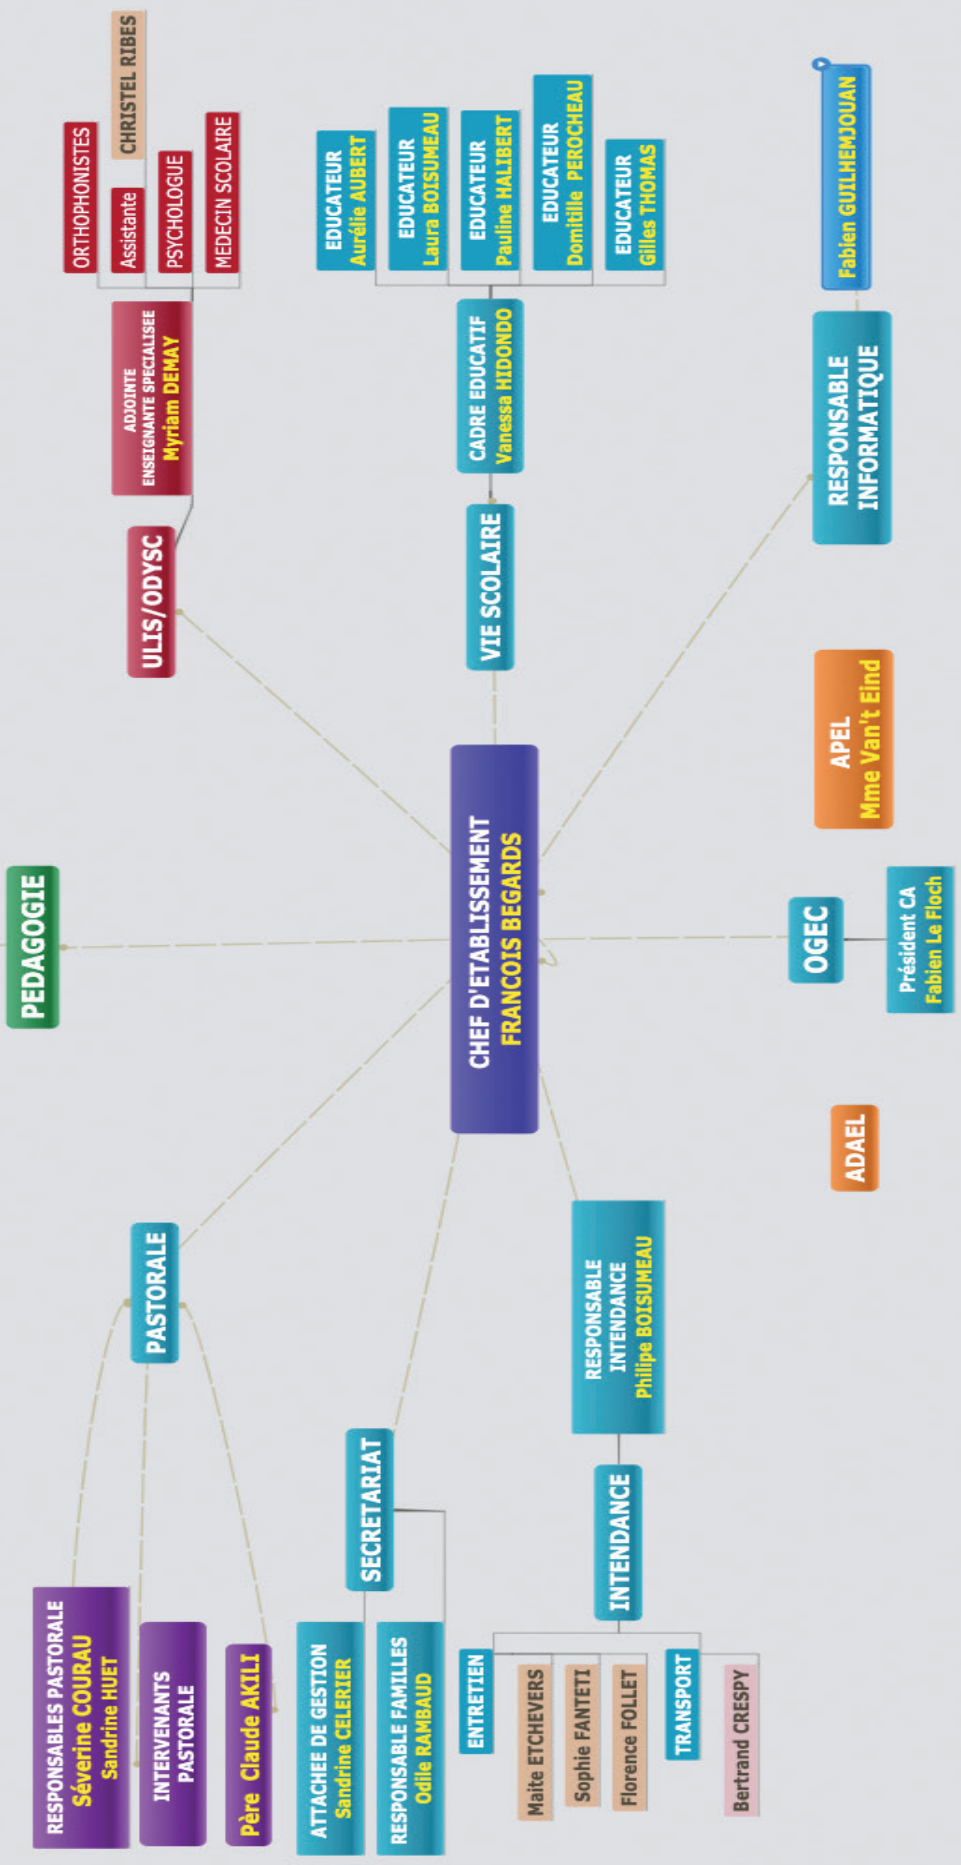 RESPONSABLES PASTORALE
Séverine COURAU
Sandrine HUET
INTERVENANTS
PASTORALE
Père Claude AKILI
PASTORALE
ATTACHEE DE GESTION
Sandrine CELERIER
RESPONSABLE FAMILLES
Odile RAMBAUD
SECRETARIAT
ENTRETIEN
Maite ETCHEVERS
Sophie FANTETI
Florence FOLLET
TRANSPORT
Bertrand CRESPY
INTENDANCE
RESPONSABLE
INTENDANCE
Philipe BOISUMEAU
ADAEL
PEDAGOGIE
CHEF D'ETABLISSEMENT
FRANCOIS BEGARDS
OGEC
Président CA
Fabien Le Floch
APEL
Mme Van't Eind
ULIS/ODYSC
ADJOINTE
ENSEIGNANTE SPECIALISEE
Myriam DEMAY
ORTHOPHONISTES
Assistante
CHRISTEL RIBES
PSYCHOLOGUE
MEDECIN SCOLAIRE
VIE SCOLAIRE
CADRE EDUCATIF
Vanessa HIDONDO
EDUCATEUR
Aurélie AUBERT
EDUCATEUR
Laura BOISUMEAU
EDUCATEUR
Pauline HALIBERT
EDUCATEUR
Domitille PEROCHEAU
EDUCATEUR
Gilles THOMAS
RESPONSABLE
INFORMATIQUE
Fabien GUILHEMJOUAN